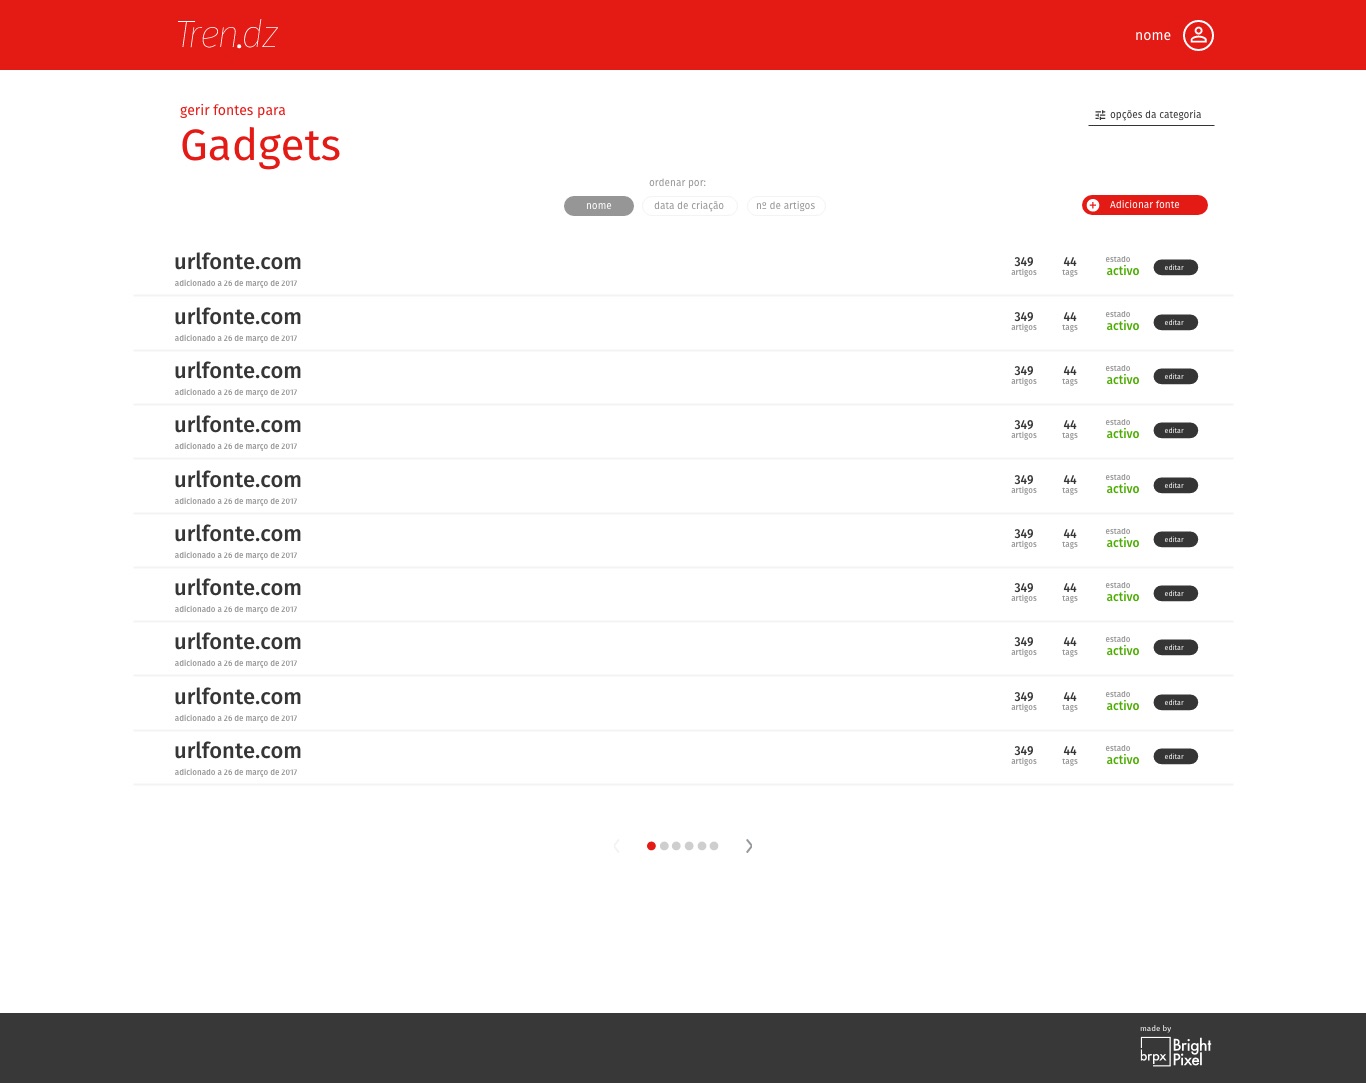 Tren.dz
nome
gerir fontes para
Gadgets
opções da categoria
ordenar por:
nome
data de criação
nº de artigos
Adicionar fonte
urlfonte.com
adicionado a 26 de março de 2017
349 artigos
44 tags
estado activo
editar
urlfonte.com
adicionado a 26 de março de 2017
349 artigos
44 tags
estado activo
editar
urlfonte.com
adicionado a 26 de março de 2017
349 artigos
44 tags
estado activo
editar
urlfonte.com
adicionado a 26 de março de 2017
349 artigos
44 tags
estado activo
editar
urlfonte.com
adicionado a 26 de março de 2017
349 artigos
44 tags
estado activo
editar
urlfonte.com
adicionado a 26 de março de 2017
349 artigos
44 tags
estado activo
editar
urlfonte.com
adicionado a 26 de março de 2017
349 artigos
44 tags
estado activo
editar
urlfonte.com
adicionado a 26 de março de 2017
349 artigos
44 tags
estado activo
editar
urlfonte.com
adicionado a 26 de março de 2017
349 artigos
44 tags
estado activo
editar
urlfonte.com
adicionado a 26 de março de 2017
349 artigos
44 tags
estado activo
editar
made by
brpx
Bright
Pixel